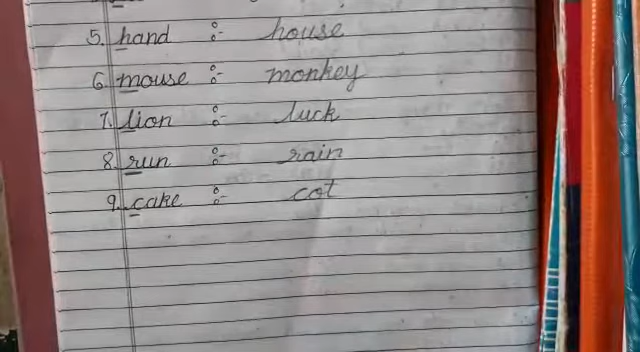 5. hand :- house
6. mouse :- monkey
7. lion :- luck
8. run :- rain
9. cake :- cot